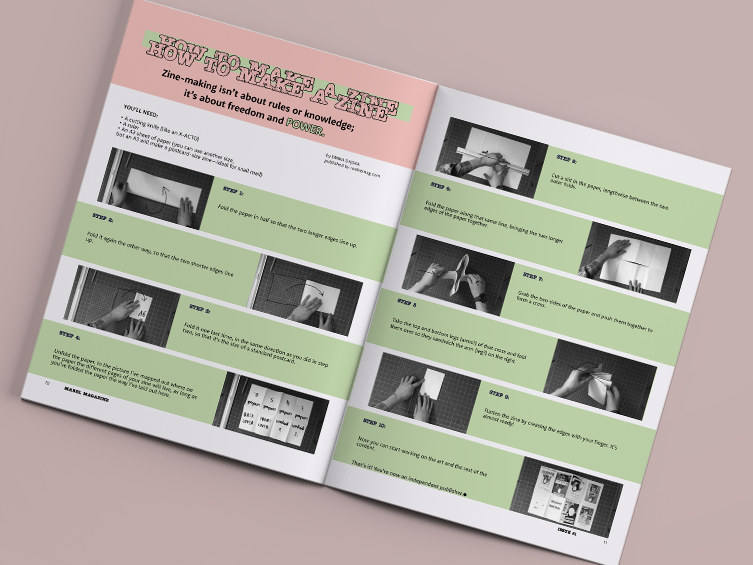 HOW TO MAKE A ZINE
HOW TO MAKE A ZINE
Zine-making isn't about rules or knowledge;
it's about freedom and POWER.
YOU'LL NEED:
• A cutting knife (like an X-ACTO)
• A ruler
• An A3 sheet of paper (you can use another size,
but an A3 will make a postcard-size zine—ideal for snail mail)
by
published by
STEP 1:
Fold the paper in half so that the two longer edges line up.
STEP 2:
Fold it again the other way, so that the two shorter edges line
up.
A6
STEP 3:
Fold it one last time, in the same direction as you did in step
two, so that it's the size of a standard postcard.
STEP 4:
Unfold the paper. In the picture I've mapped out where on
the paper the different pages of your zine will live, as long as
you've folded the paper the way I've laid out here.
BACK
COVER
MABEL MAGAZINE
STEP 5:
Cut a slit in the paper, lengthwise between the two
outer folds.
STEP 6:
Fold the paper along that same line, bringing the two longer
edges of the paper together.
STEP 7:
Grab the two sides of the paper and push them together to
form a cross.
STEP 8
Take the top and bottom legs (arms?) of that cross and fold
them over so they sandwich the arm (leg?) on the right.
STEP 9:
Flatten the zine by creasing the edges with your finger. It's
almost ready!
STEP 10:
Now you can start working on the art and the rest of the
content.
That's it! You're now an independent publisher.
ISSUE 11